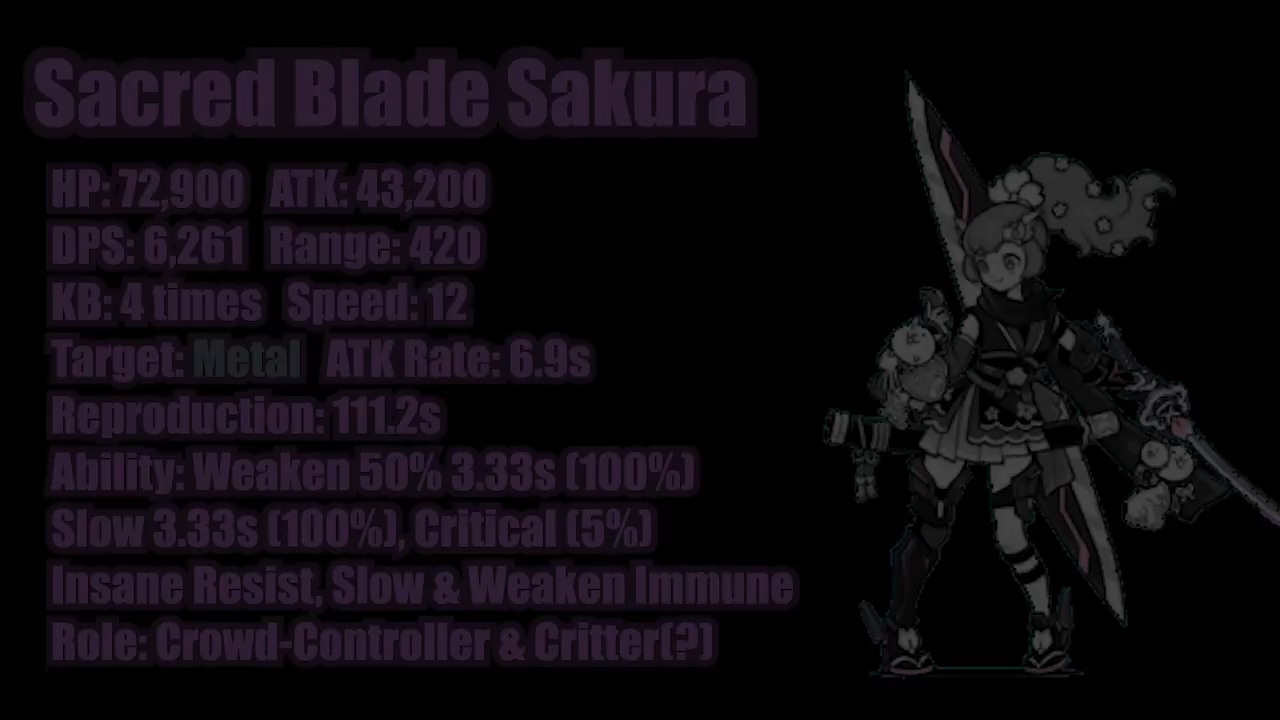 Sacred Blade Sakura
HP: 72,900 ATK: 43,200
DPS: 6,261 Range: 420
KB: 4 times Speed: 12
Target: Metal ATK Rate: 6.9s
Reproduction: 111.2s
Ability: Weaken 50% 3.33s (100%)
Slow 3.33s (100%), Critical (5%)
Insane Resist, Slow & Weaken Immune
Role: Crowd-Controller & Critter(?)